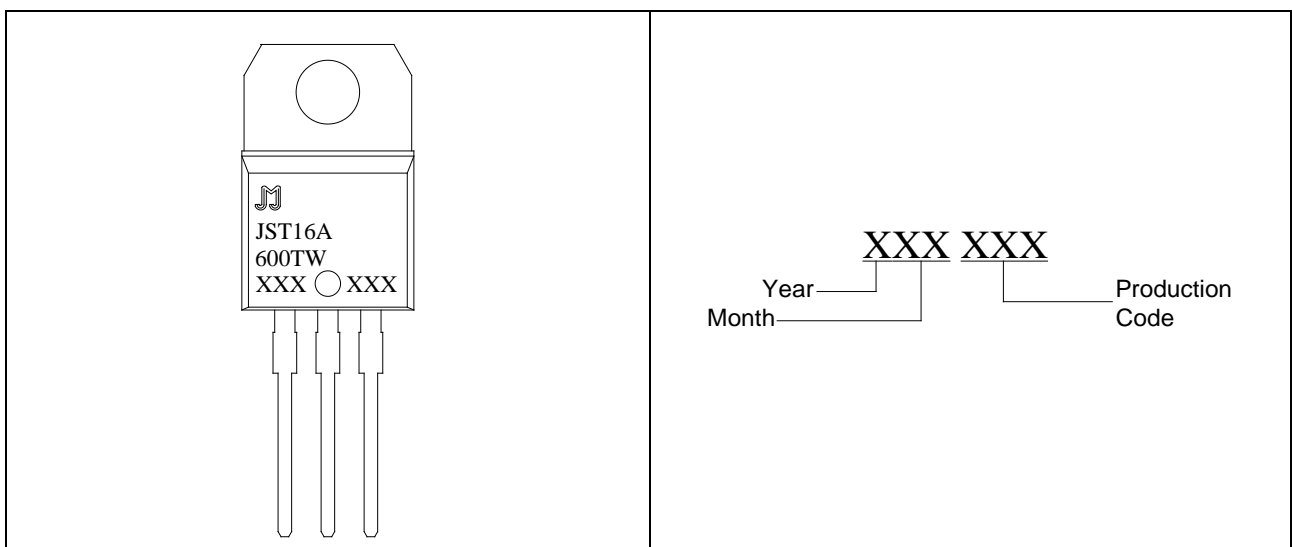 JST16A
600TW
XXX XXX
XXX XXX
Year
Month
Production
Code